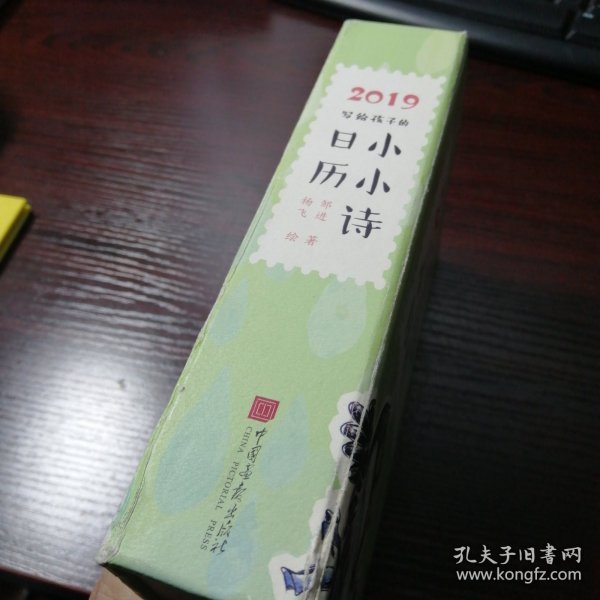 2019
写给孩子的
小小诗
日历
邹进 著
杨飞 绘
中国画报出版社
CHINA PICTORIAL PRESS
孔夫子旧书网
www.kongfz.com